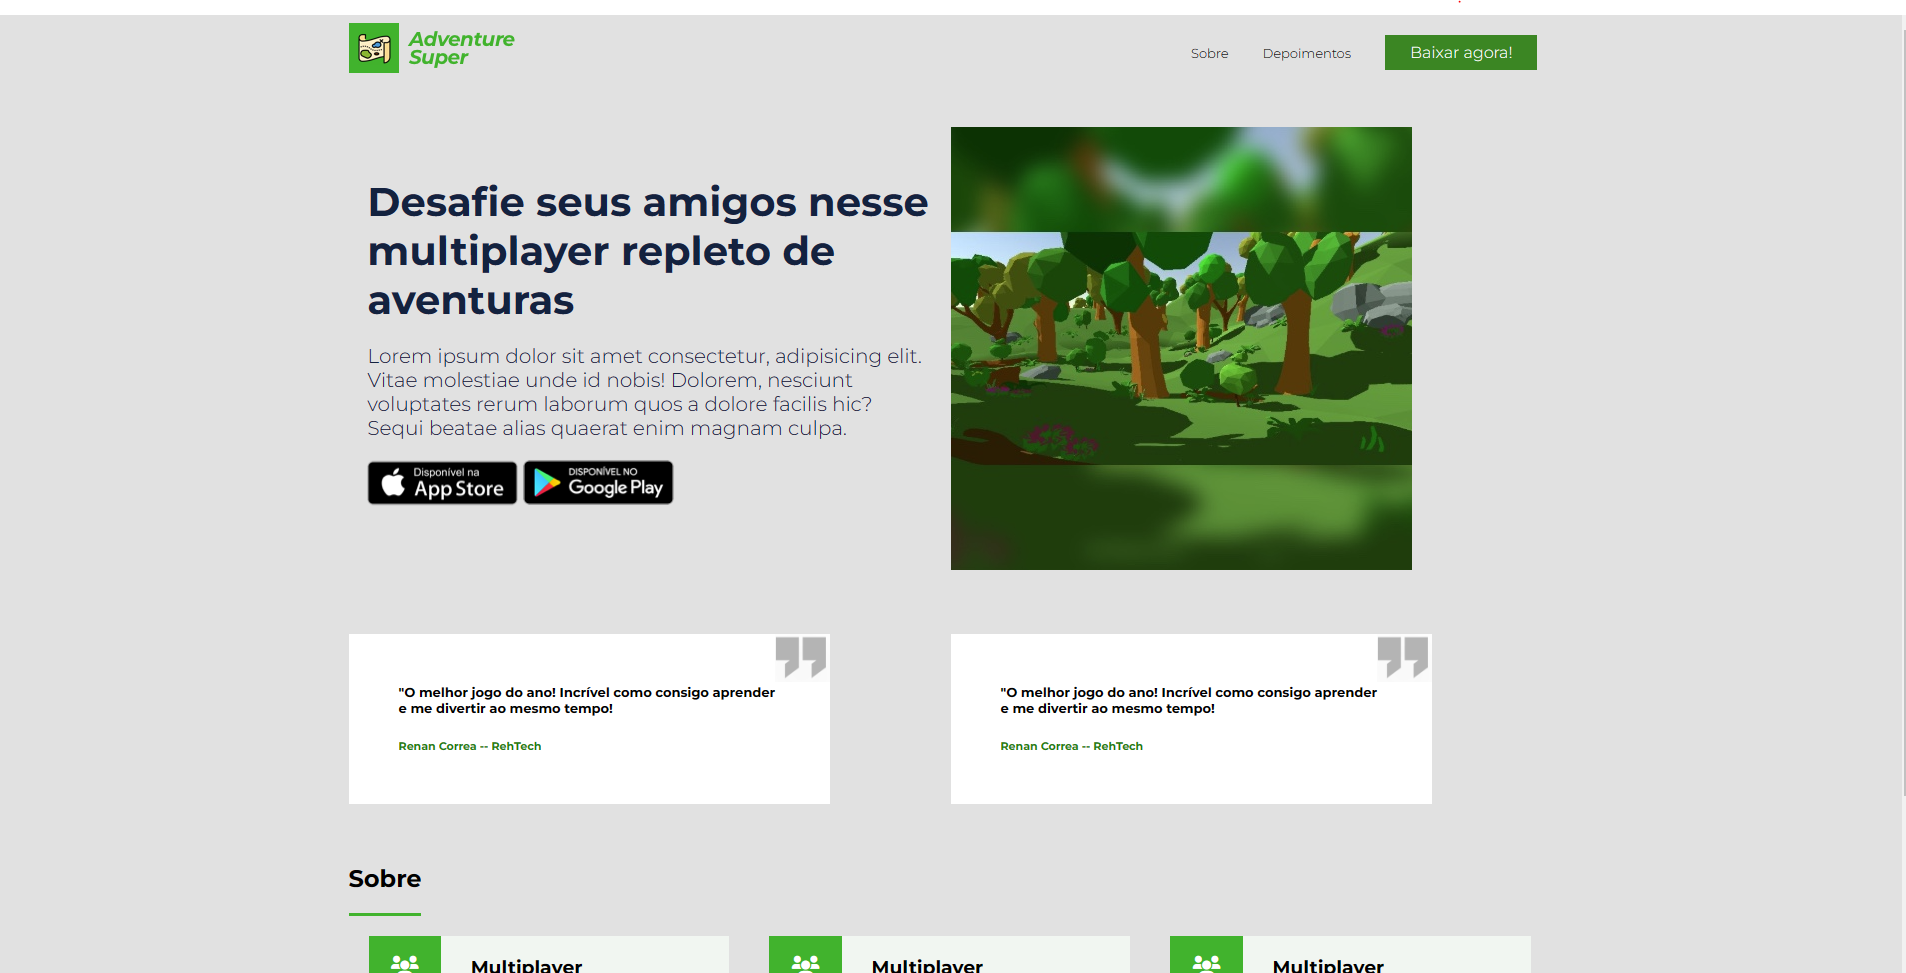 Adventure
Super
Sobre
Depoimentos
Baixar agora!
Desafie seus amigos nesse
multiplayer repleto de
aventuras
Lorem ipsum dolor sit amet consectetur, adipisicing elit.
Vitae molestiae unde id nobis! Dolorem, nesciunt
voluptates rerum laborum quos a dolore facilis hic?
Sequi beatae alias quaerat enim magnam culpa.
Disponível na
App Store
DISPONÍVEL NO
Google Play
"O melhor jogo do ano! Incrível como consigo aprender
e me divertir ao mesmo tempo!
Renan Correa -- RehTech
"O melhor jogo do ano! Incrível como consigo aprender
e me divertir ao mesmo tempo!
Renan Correa -- RehTech
Sobre
Multiplayer
Multiplayer
Multiplayer